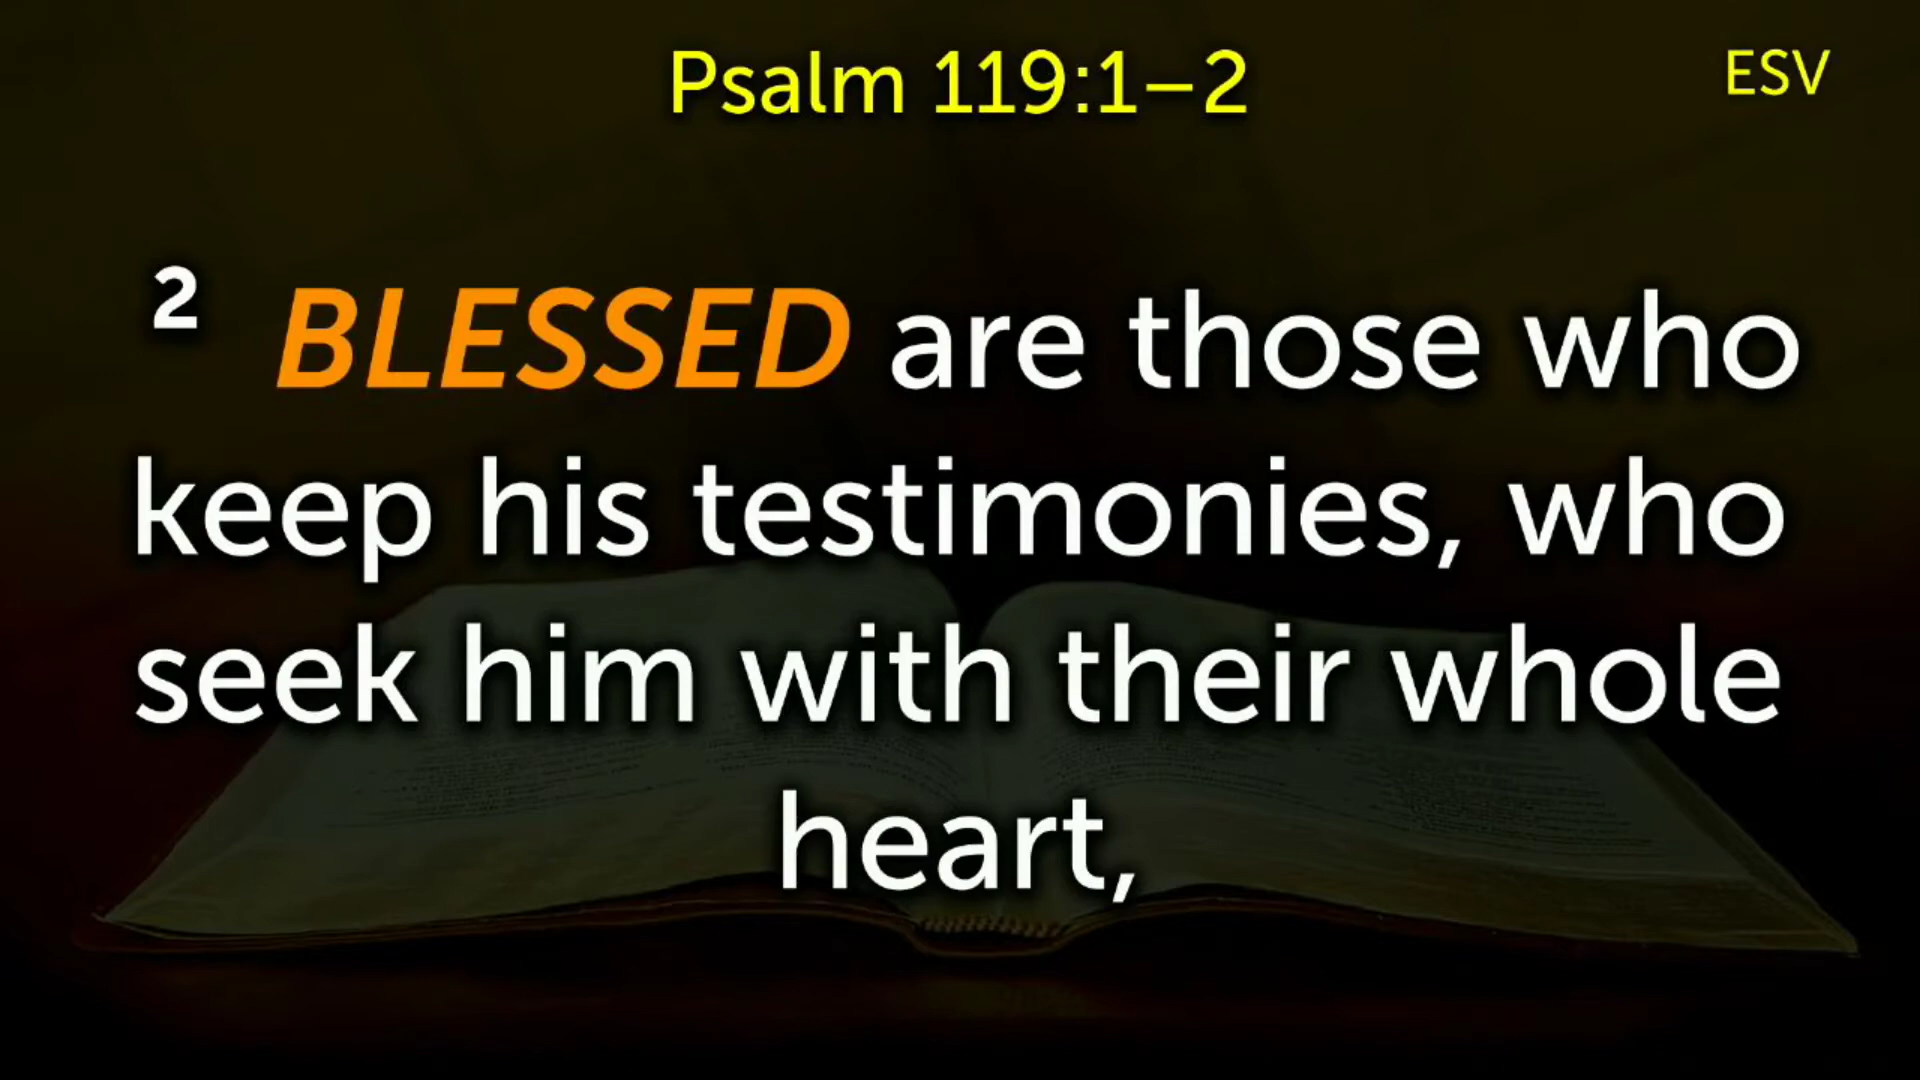 Psalm 119:1–2
ESV
2 BLESSED are those who
keep his testimonies, who
seek him with their whole
heart,